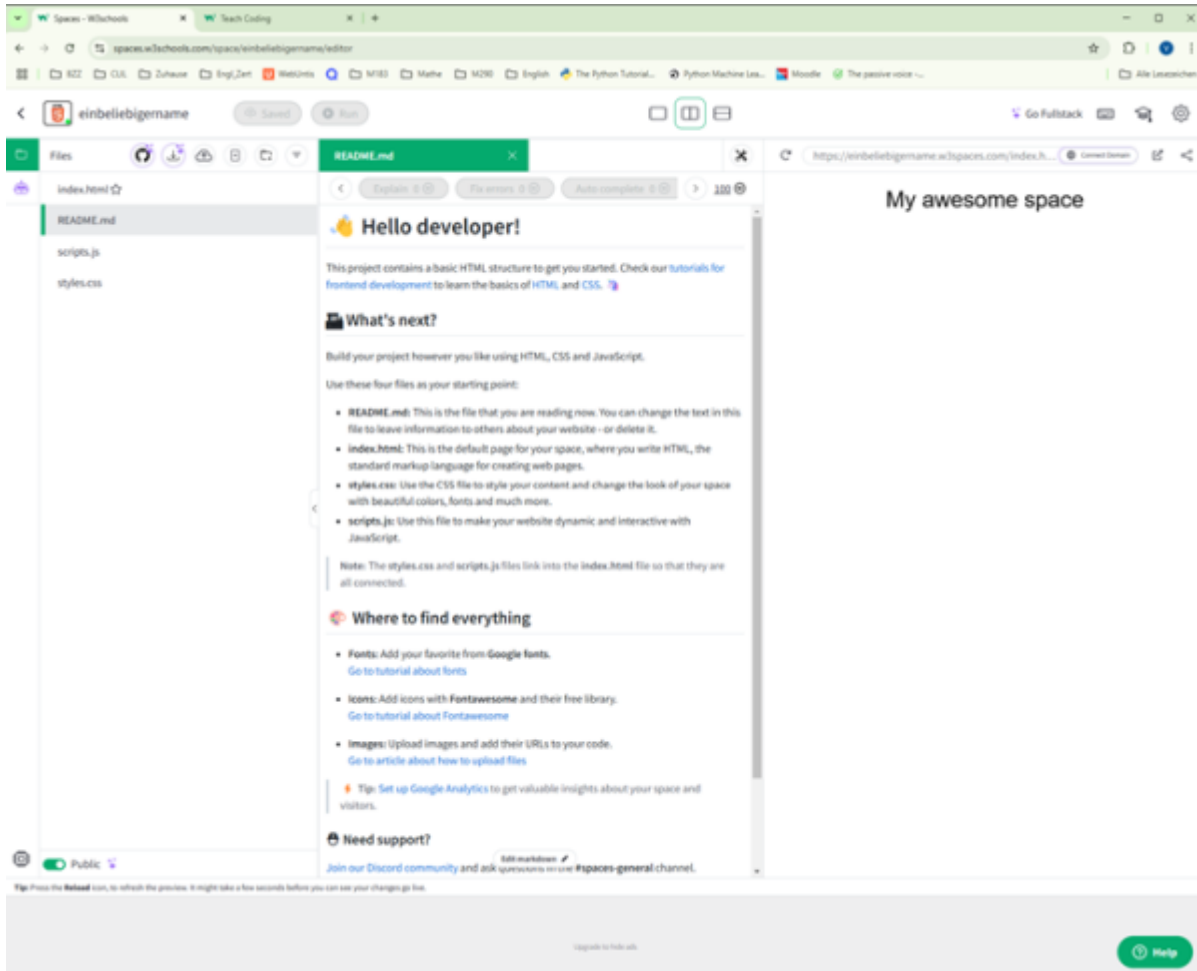 Spaces - W3schools
Teach Coding
spaces.w3schools.com/space/einbeliebigername/editor
BZZ CUL Zuhause Engl,Zert WebUntis M183 Mathe M290 English The Python Tutorial... Python Machine Lea... Moodle The passive voice -... Alle Lesezeichen
einbeliebigername Saved Run Go Fullstack
Files README.md https://einbeliebigername.w3spaces.com/index.h... Connect Domain
index.html Explain 0 Fix errors 0 Auto complete 0 100
README.md
scripts.js
styles.css
Hello developer!
This project contains a basic HTML structure to get you started. Check our tutorials for
frontend development to learn the basics of HTML and CSS.
What's next?
Build your project however you like using HTML, CSS and JavaScript.
Use these four files as your starting point:
• README.md: This is the file that you are reading now. You can change the text in this
file to leave information to others about your website - or delete it.
• index.html: This is the default page for your space, where you write HTML, the
standard markup language for creating web pages.
• styles.css: Use the CSS file to style your content and change the look of your space
with beautiful colors, fonts and much more.
• scripts.js: Use this file to make your website dynamic and interactive with
JavaScript.
Note: The styles.css and scripts.js files link into the index.html file so that they are
all connected.
Where to find everything
• Fonts: Add your favorite from Google fonts.
Go to tutorial about fonts
• Icons: Add icons with Fontawesome and their free library.
Go to tutorial about Fontawesome
• Images: Upload images and add their URLs to your code.
Go to article about how to upload files
Tip: Set up Google Analytics to get valuable insights about your space and
visitors.
Need support?
Edit markdown
Join our Discord community and ask questions in the #spaces-general channel.
My awesome space
Public
Tip: Press the Reload icon, to refresh the preview. It might take a few seconds before you can see your changes go live.
Upgrade to hide ads
Help